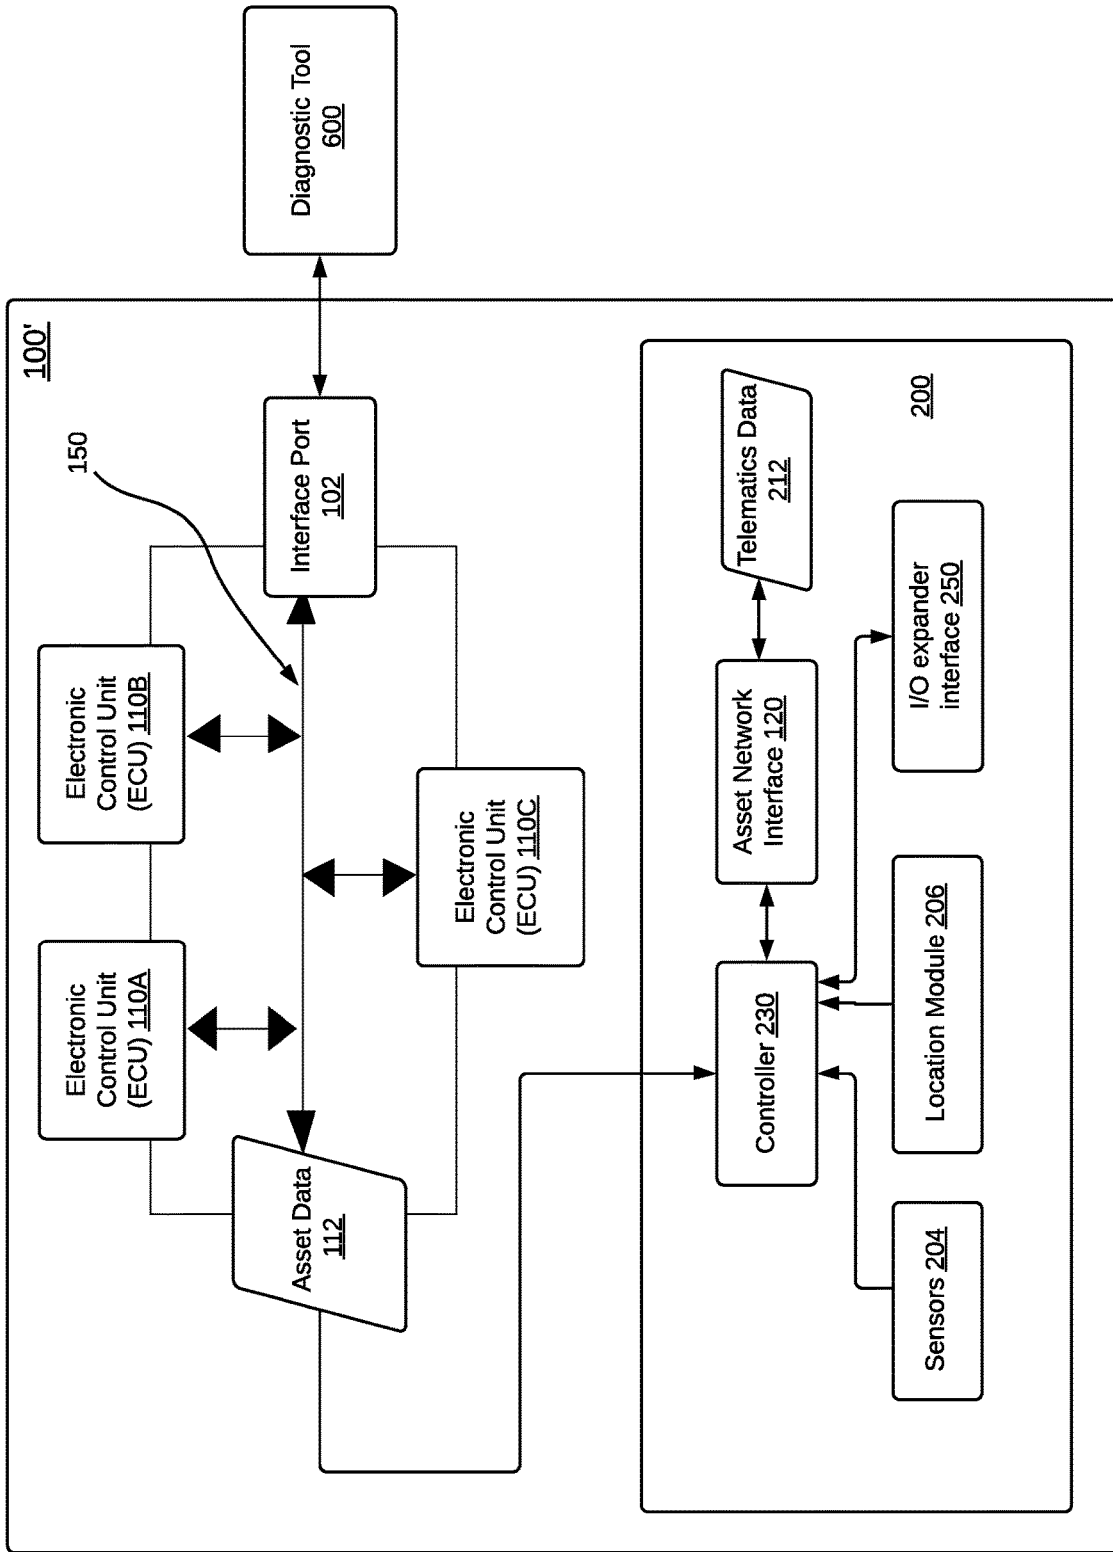 100'
150
Electronic
Control Unit
(ECU) 110A
Electronic
Control Unit
(ECU) 110B
Asset Data
112
Interface Port
102
Diagnostic Tool
600
Electronic
Control Unit
(ECU) 110C
Controller 230
Asset Network
Interface 120
Telematics Data
212
Sensors 204
Location Module 206
I/O expander
interface 250
200